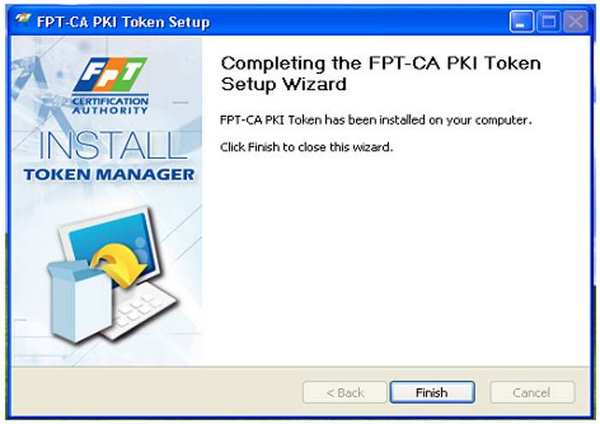 FPT-CA PKI Token Setup
FPT
CERTIFICATION
AUTHORITY
INSTALL
TOKEN MANAGER
Completing the FPT-CA PKI Token
Setup Wizard
FPT-CA PKI Token has been installed on your computer.
Click Finish to close this wizard.
< Back
Finish
Cancel